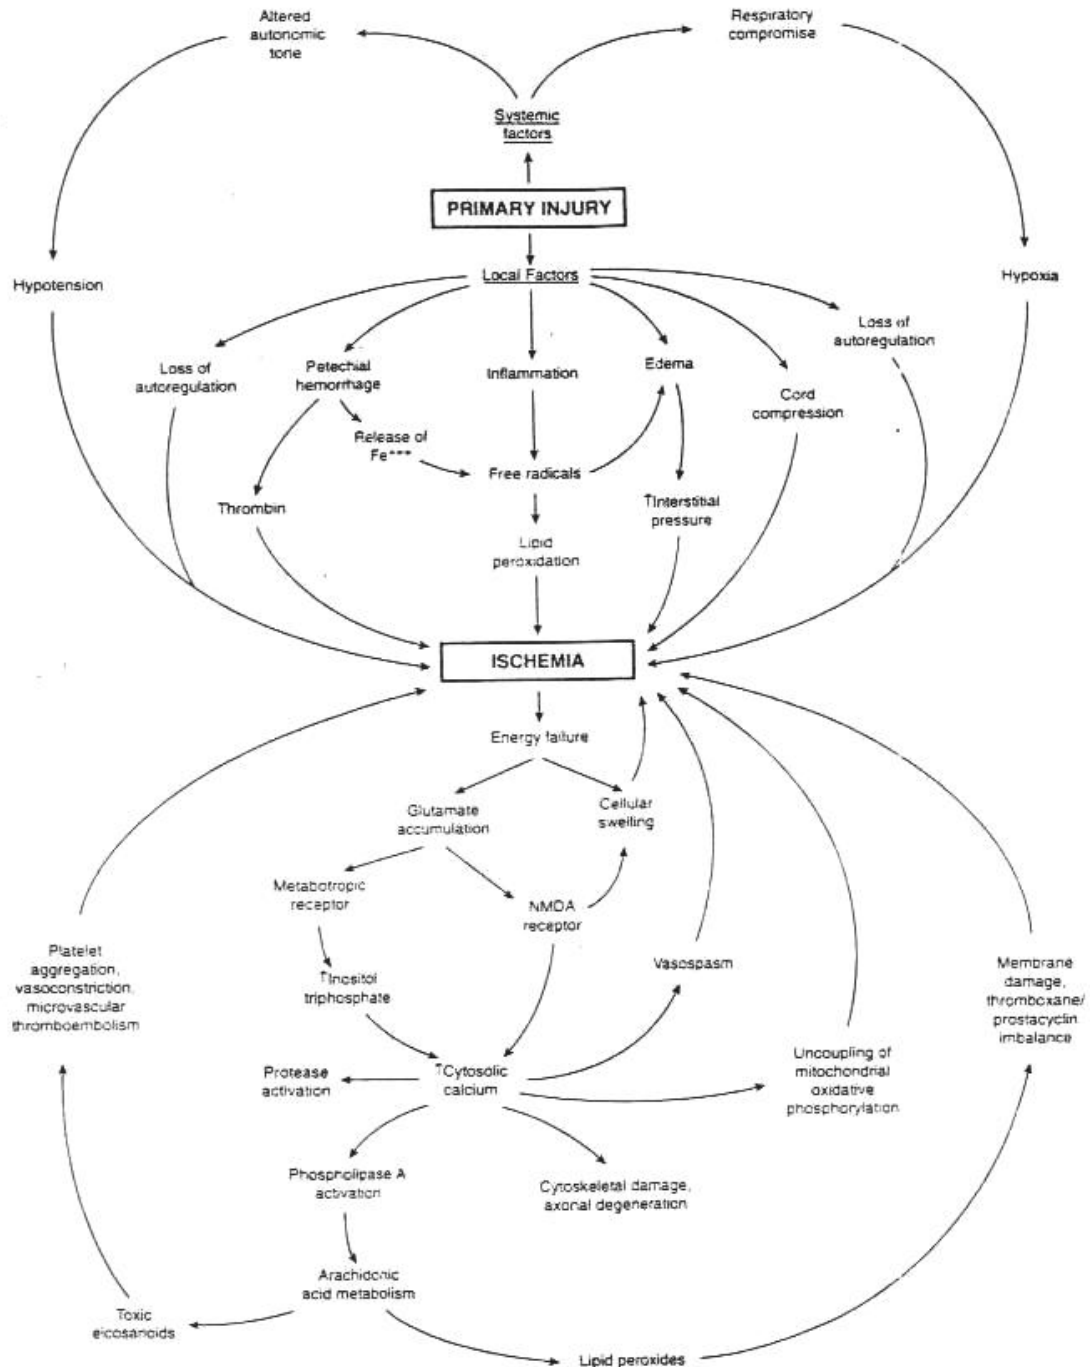 Altered
autonomic
tone
Respiratory
compromise
Systemic
factors
PRIMARY INJURY
Local Factors
Hypotension
Hypoxia
Loss of
autoregulation
Petechial
hemorrhage
Inflammation
Edema
Loss of
autoregulation
Cord
compression
Release of
Fe+++
Free radicals
Thrombin
↑Interstitial
pressure
Lipid
peroxidation
ISCHEMIA
Energy failure
Glutamate
accumulation
Cellular
swelling
Metabotropic
receptor
NMDA
receptor
Platelet
aggregation,
vasoconstriction,
microvascular
thromboembolism
↑Inositol
triphosphate
Vasospasm
Membrane
damage,
thromboxane/
prostacyclin
imbalance
Protease
activation
↑Cytosolic
calcium
Uncoupling of
mitochondrial
oxidative
phosphorylation
Phospholipase A
activation
Cytoskeletal damage,
axonal degeneration
Arachidonic
acid metabolism
Toxic
eicosanoids
Lipid peroxides